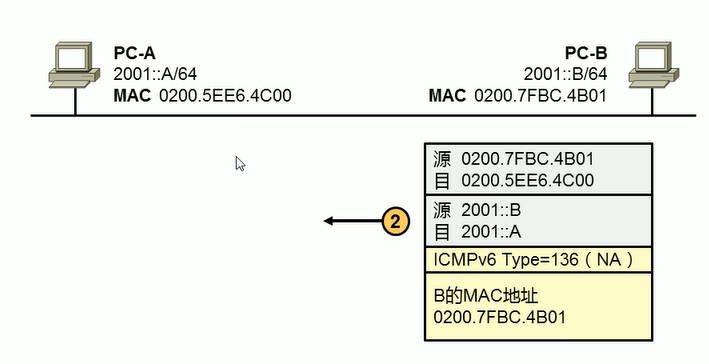 PC-A
2001::A/64
MAC 0200.5EE6.4C00
PC-B
2001::B/64
MAC 0200.7FBC.4B01
源 0200.7FBC.4B01
目 0200.5EE6.4C00
2
源 2001::B
目 2001::A
ICMPv6 Type=136（NA）
B的MAC地址
0200.7FBC.4B01